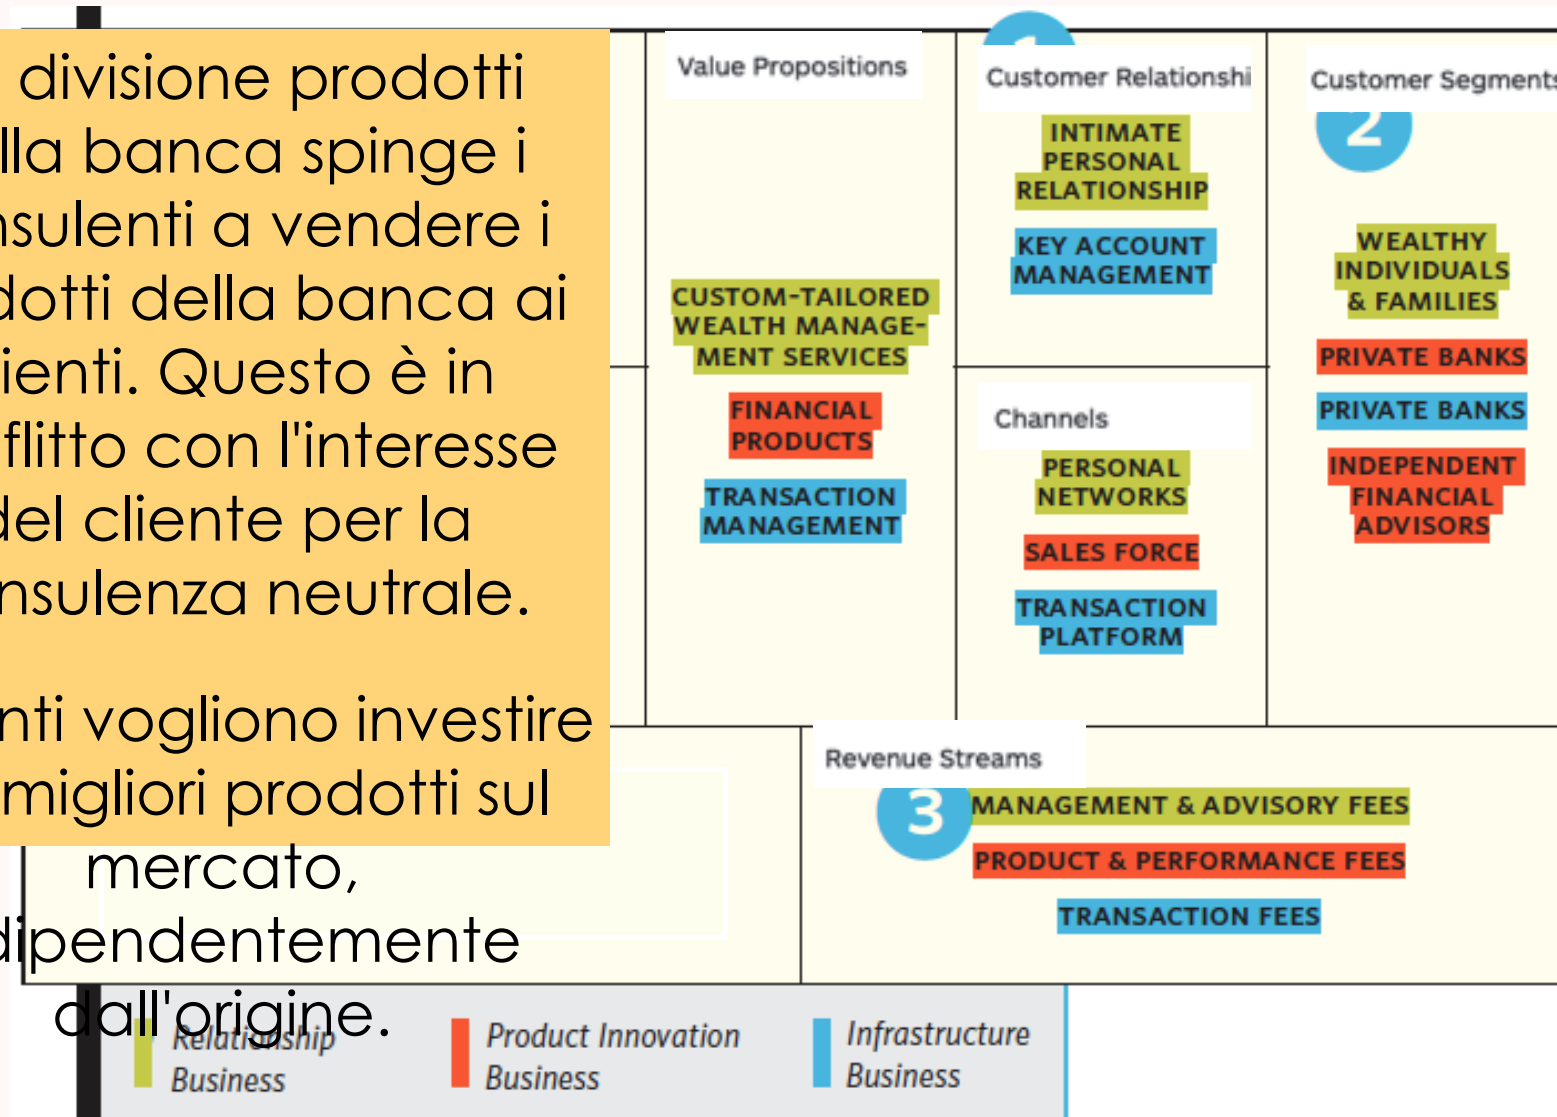 divisione prodotti
lla banca spinge i
nsulenti a vendere i
dotti della banca ai
ienti. Questo è in
flitto con l'interesse
del cliente per la
nsulenza neutrale.
nti vogliono investire
migliori prodotti sul
mercato,
dipendentemente
dall'origine.
Value Propositions
CUSTOM-TAILORED
WEALTH MANAGE-
MENT SERVICES
FINANCIAL
PRODUCTS
TRANSACTION
MANAGEMENT
Customer Relationshi
INTIMATE
PERSONAL
RELATIONSHIP
KEY ACCOUNT
MANAGEMENT
Channels
PERSONAL
NETWORKS
SALES FORCE
TRANSACTION
PLATFORM
Customer Segments
2
WEALTHY
INDIVIDUALS
& FAMILIES
PRIVATE BANKS
PRIVATE BANKS
INDEPENDENT
FINANCIAL
ADVISORS
Revenue Streams
3
MANAGEMENT & ADVISORY FEES
PRODUCT & PERFORMANCE FEES
TRANSACTION FEES
Relationship
Business
Product Innovation
Business
Infrastructure
Business